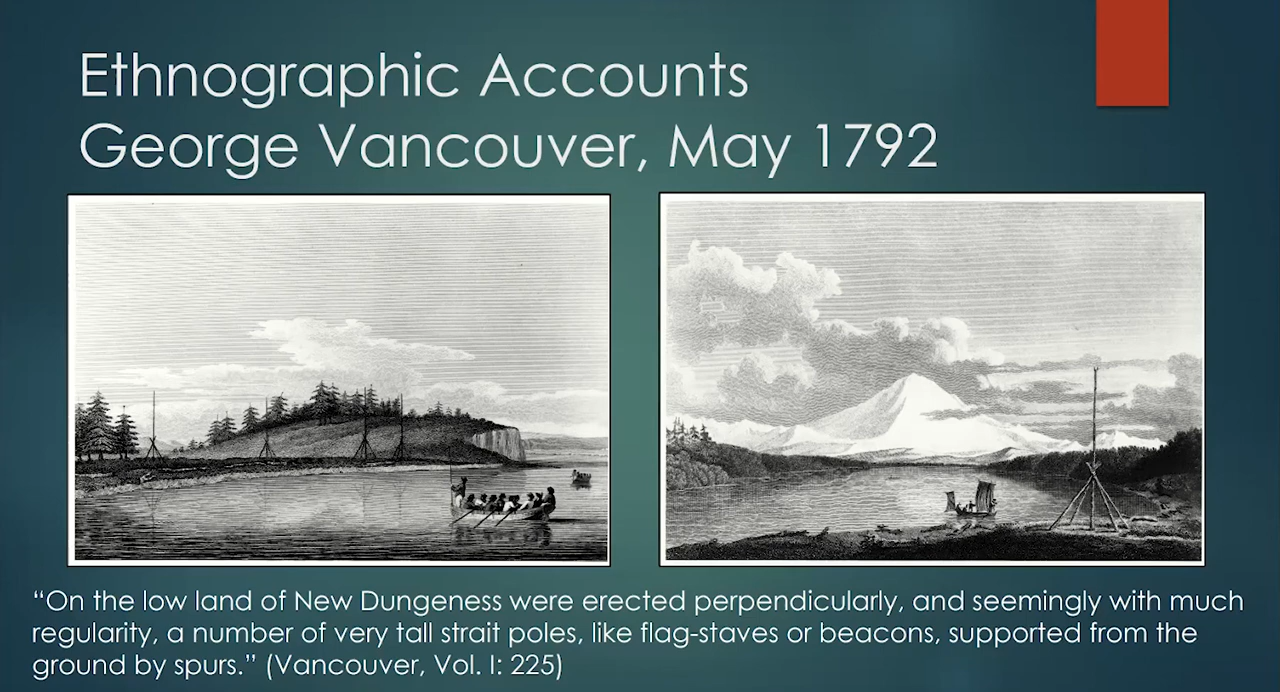 Ethnographic Accounts
George Vancouver, May 1792
“On the low land of New Dungeness were erected perpendicularly, and seemingly with much
regularity, a number of very tall strait poles, like flag-staves or beacons, supported from the
ground by spurs.” (Vancouver, Vol. I: 225)